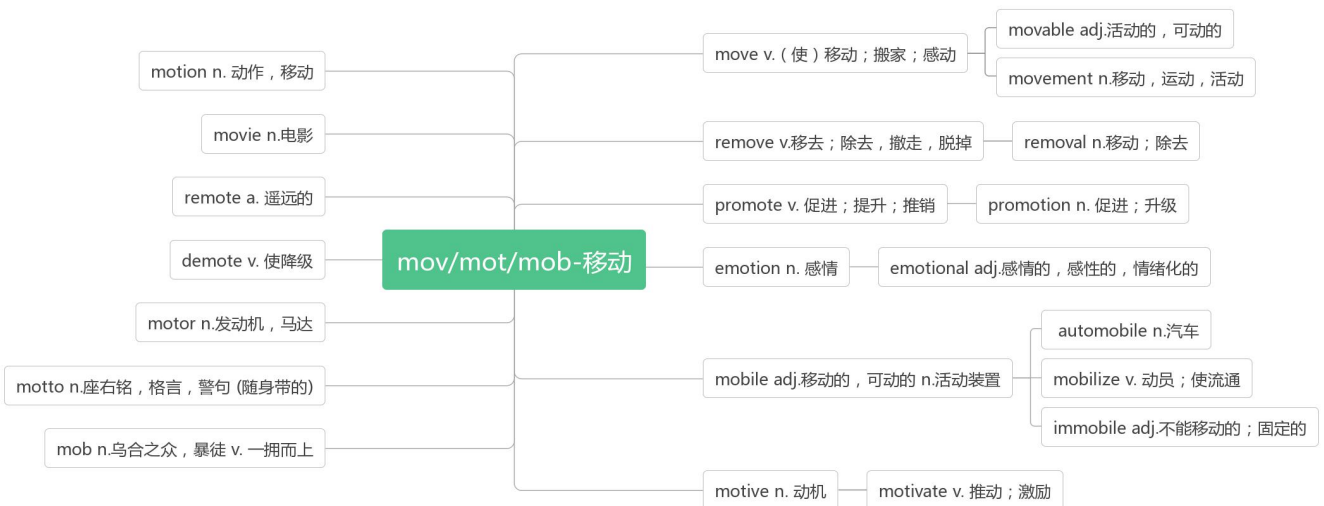 mov/mot/mob-移动
motion n. 动作，移动
movie n.电影
remote a. 遥远的
demote v. 使降级
motor n.发动机，马达
motto n.座右铭，格言，警句 (随身带的)
mob n.乌合之众，暴徒 v. 一拥而上
move v.（使）移动；搬家；感动
movable adj.活动的，可动的
movement n.移动，运动，活动
remove v.移去；除去，撤走，脱掉
removal n.移动；除去
promote v. 促进；提升；推销
promotion n. 促进；升级
emotion n. 感情
emotional adj.感情的，感性的，情绪化的
mobile adj.移动的，可动的 n.活动装置
automobile n.汽车
mobilize v. 动员；使流通
immobile adj.不能移动的；固定的
motive n. 动机
motivate v. 推动；激励